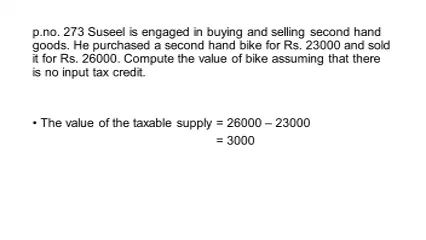 p.no. 273 Suseel is engaged in buying and selling second hand
goods. He purchased a second hand bike for Rs. 23000 and sold
it for Rs. 26000. Compute the value of bike assuming that there
is no input tax credit.
• The value of the taxable supply = 26000 – 23000
= 3000